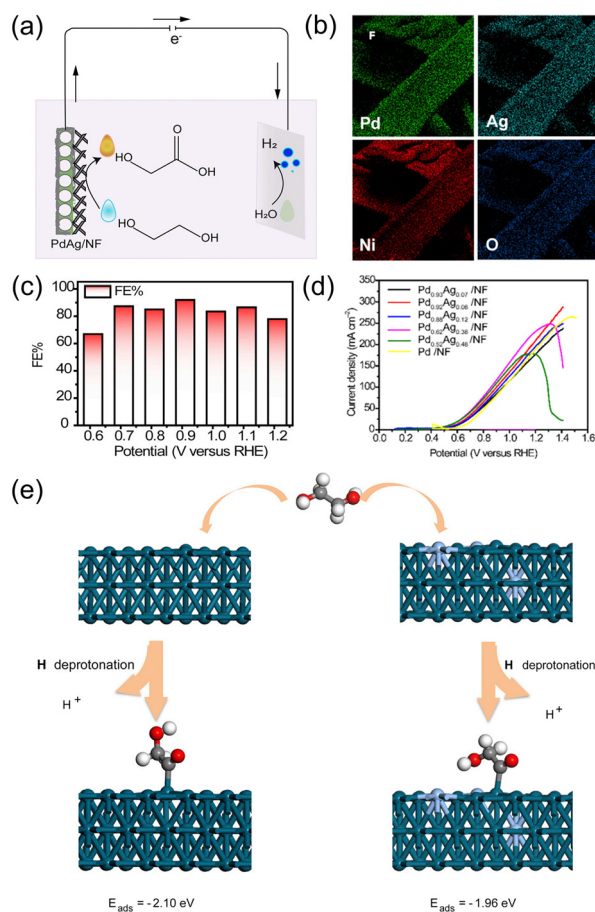 (a)
e-
O
HO
OH
HO
OH
PdAg/NF
H₂
H₂O
(b)
F
Pd
Ag
Ni
O
(c)
FE%
FE%
100
80
60
40
20
0
0.6 0.7 0.8 0.9 1.0 1.1 1.2
Potential (V versus RHE)
(d)
Current density (mA cm⁻²)
350
300
250
200
150
100
50
0
Pd₀.₉₃Ag₀.₀₇ /NF
Pd₀.₉₂Ag₀.₀₈ /NF
Pd₀.₈₈Ag₀.₁₂ /NF
Pd₀.₆₂Ag₀.₃₈ /NF
Pd₀.₅₂Ag₀.₄₈ /NF
Pd /NF
0.0 0.2 0.4 0.6 0.8 1.0 1.2 1.4 1.6
Potential (V versus RHE)
(e)
H deprotonation
H⁺
H deprotonation
H⁺
Eads = -2.10 eV
Eads = -1.96 eV